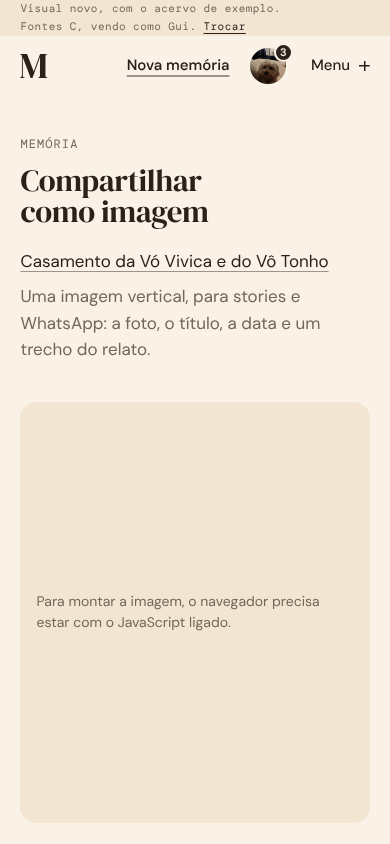 Visual novo, com o acervo de exemplo.
Fontes C, vendo como Gui. Trocar
M
Nova memória
3
Menu +
MEMÓRIA
Compartilhar
como imagem
Casamento da Vó Vivica e do Vô Tonho
Uma imagem vertical, para stories e
WhatsApp: a foto, o título, a data e um
trecho do relato.
Para montar a imagem, o navegador precisa
estar com o JavaScript ligado.